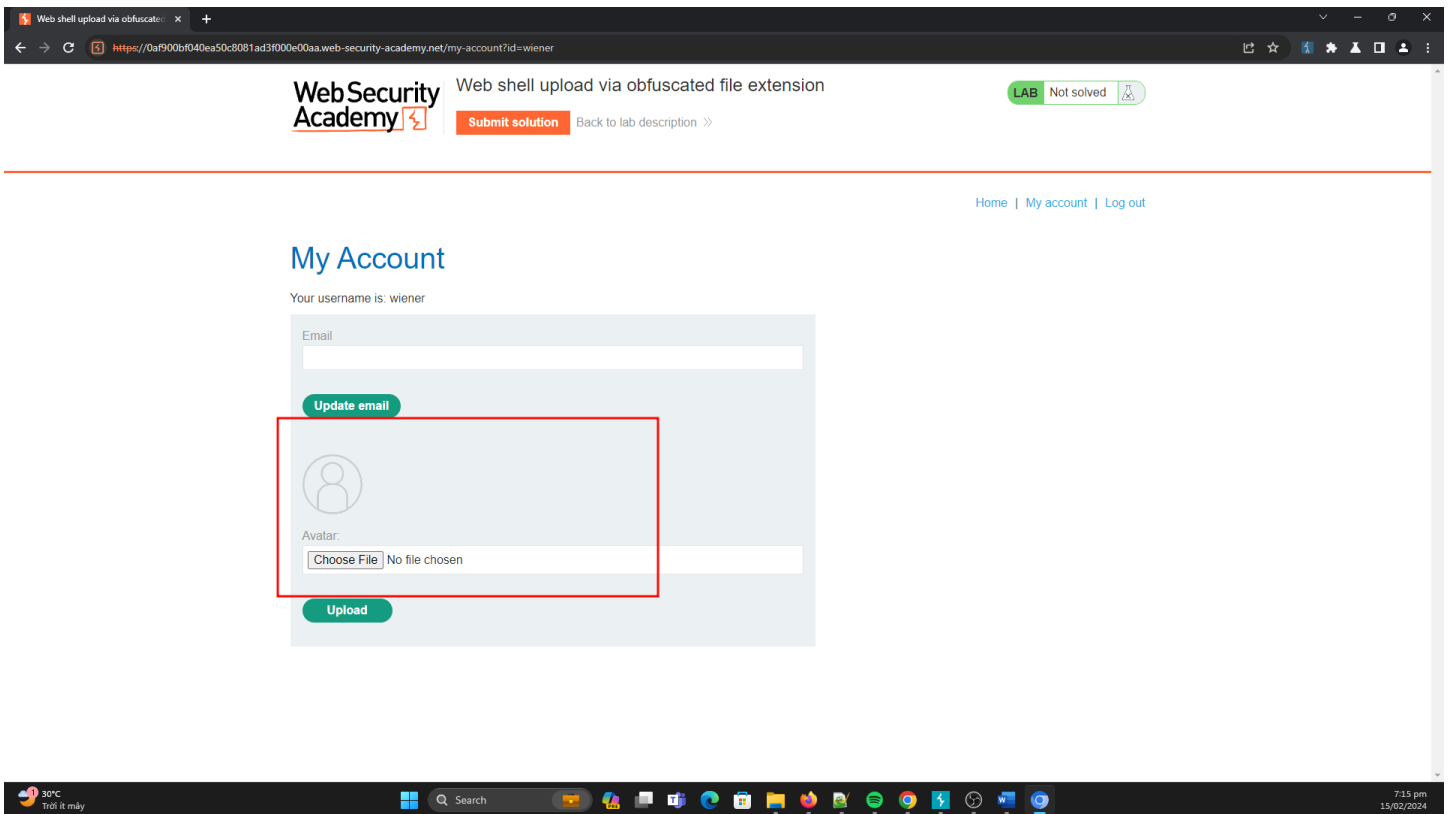 Web shell upload via obfuscated
https://0af900bf040ea50c8081ad3f000e00aa.web-security-academy.net/my-account?id=wiener
Web Security
Academy
Web shell upload via obfuscated file extension
Submit solution
Back to lab description
LAB Not solved
Home | My account | Log out
My Account
Your username is: wiener
Email
Update email
Avatar:
Choose File No file chosen
Upload
1
30°C
Trời ít mây
Search
7:15 pm
15/02/2024